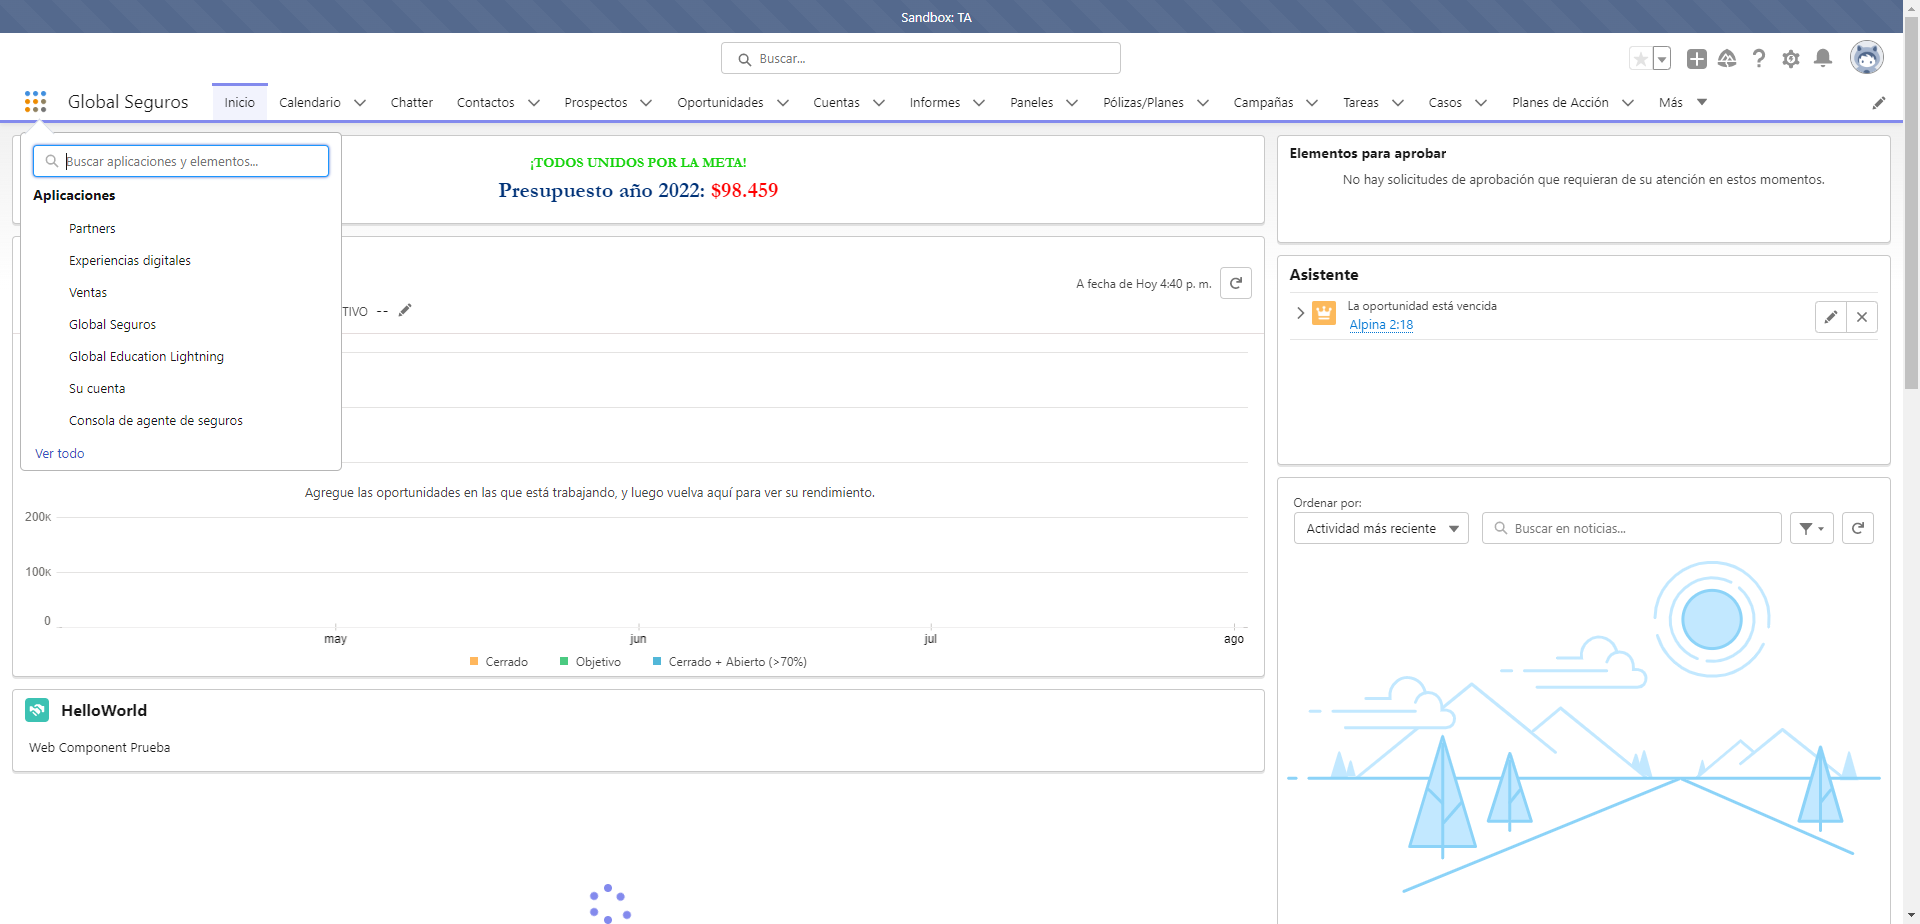 Sandbox: TA
Buscar...
Global Seguros
Inicio
Calendario
Chatter
Contactos
Prospectos
Oportunidades
Cuentas
Informes
Paneles
Pólizas/Planes
Campañas
Tareas
Casos
Planes de Acción
Más
Buscar aplicaciones y elementos...
Aplicaciones
Partners
Experiencias digitales
Ventas
Global Seguros
Global Education Lightning
Su cuenta
Consola de agente de seguros
Ver todo
¡TODOS UNIDOS POR LA META!
Presupuesto año 2022: $98.459
A fecha de Hoy 4:40 p. m.
TIVO --
Agregue las oportunidades en las que está trabajando, y luego vuelva aquí para ver su rendimiento.
200K
100K
0
may
jun
jul
ago
Cerrado
Objetivo
Cerrado + Abierto (>70%)
HelloWorld
Web Component Prueba
Elementos para aprobar
No hay solicitudes de aprobación que requieran de su atención en estos momentos.
Asistente
La oportunidad está vencida
Alpina 2:18
Ordenar por:
Actividad más reciente
Buscar en noticias...